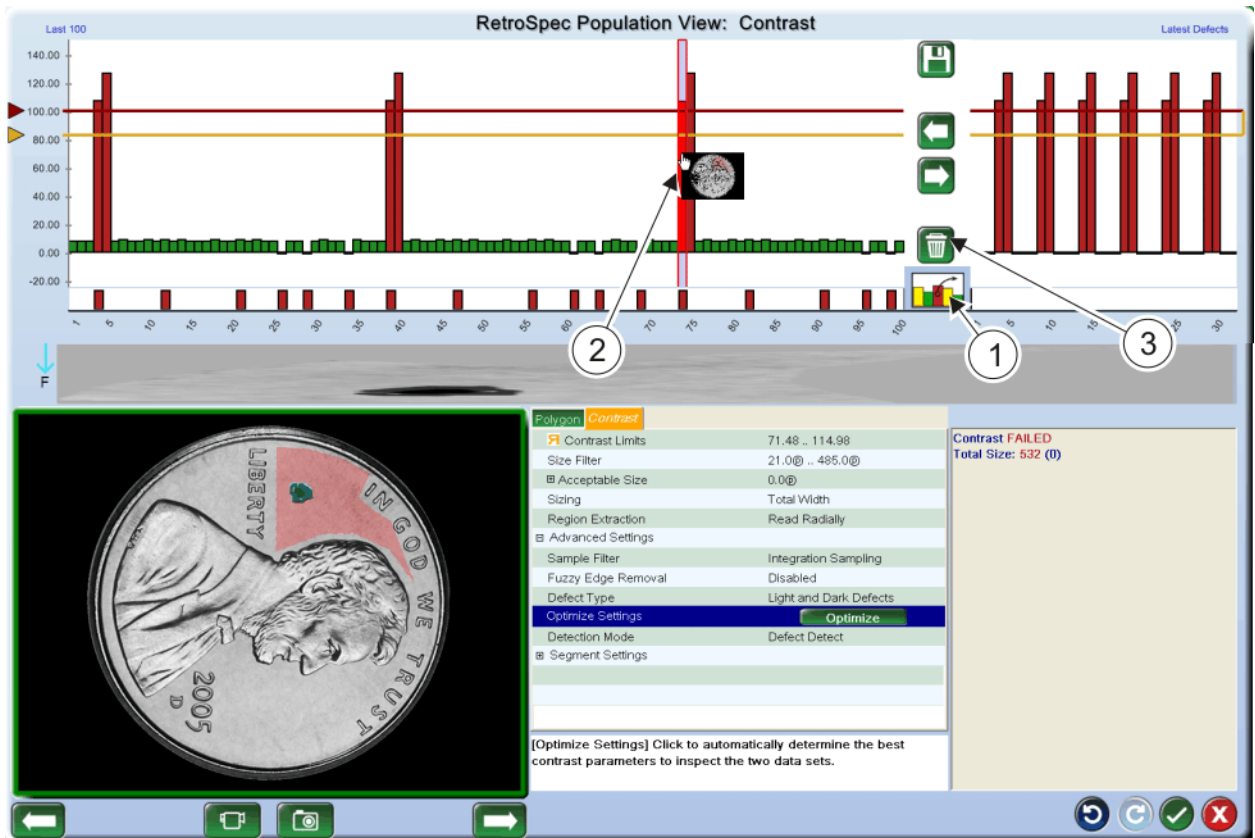 RetroSpec Population View: Contrast
Last 100
Latest Defects
140.00
120.00
100.00
80.00
60.00
40.00
20.00
0.00
-20.00
1 5 10 15 20 25 30 35 40 45 50 55 60 65 70 75 80 85 90 95 100
5 10 15 25 30
2
1
3
F
LIBERTY
IN GOD WE TRUST
2005
D
Polygon Contrast
Я Contrast Limits 71.48 .. 114.98
Size Filter 21.0℗ .. 485.0℗
Acceptable Size 0.0℗
Sizing Total Width
Region Extraction Read Radially
Advanced Settings
Sample Filter Integration Sampling
Fuzzy Edge Removal Disabled
Defect Type Light and Dark Defects
Optimize Settings Optimize
Detection Mode Defect Detect
Segment Settings
[Optimize Settings] Click to automatically determine the best
contrast parameters to inspect the two data sets.
Contrast FAILED
Total Size: 532 (0)